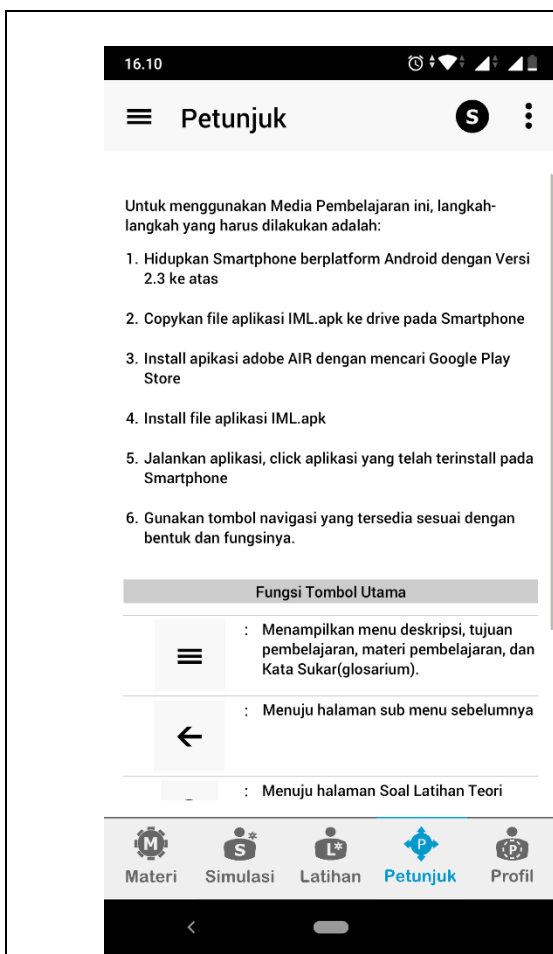 16.10
Petunjuk
S
Untuk menggunakan Media Pembelajaran ini, langkah-
langkah yang harus dilakukan adalah:
1. Hidupkan Smartphone berplatform Android dengan Versi
2.3 ke atas
2. Copykan file aplikasi IML.apk ke drive pada Smartphone
3. Install apikasi adobe AIR dengan mencari Google Play
Store
4. Install file aplikasi IML.apk
5. Jalankan aplikasi, click aplikasi yang telah terinstall pada
Smartphone
6. Gunakan tombol navigasi yang tersedia sesuai dengan
bentuk dan fungsinya.
Fungsi Tombol Utama
: Menampilkan menu deskripsi, tujuan
pembelajaran, materi pembelajaran, dan
Kata Sukar(glosarium).
: Menuju halaman sub menu sebelumnya
: Menuju halaman Soal Latihan Teori
M S L* P P
Materi Simulasi Latihan Petunjuk Profil